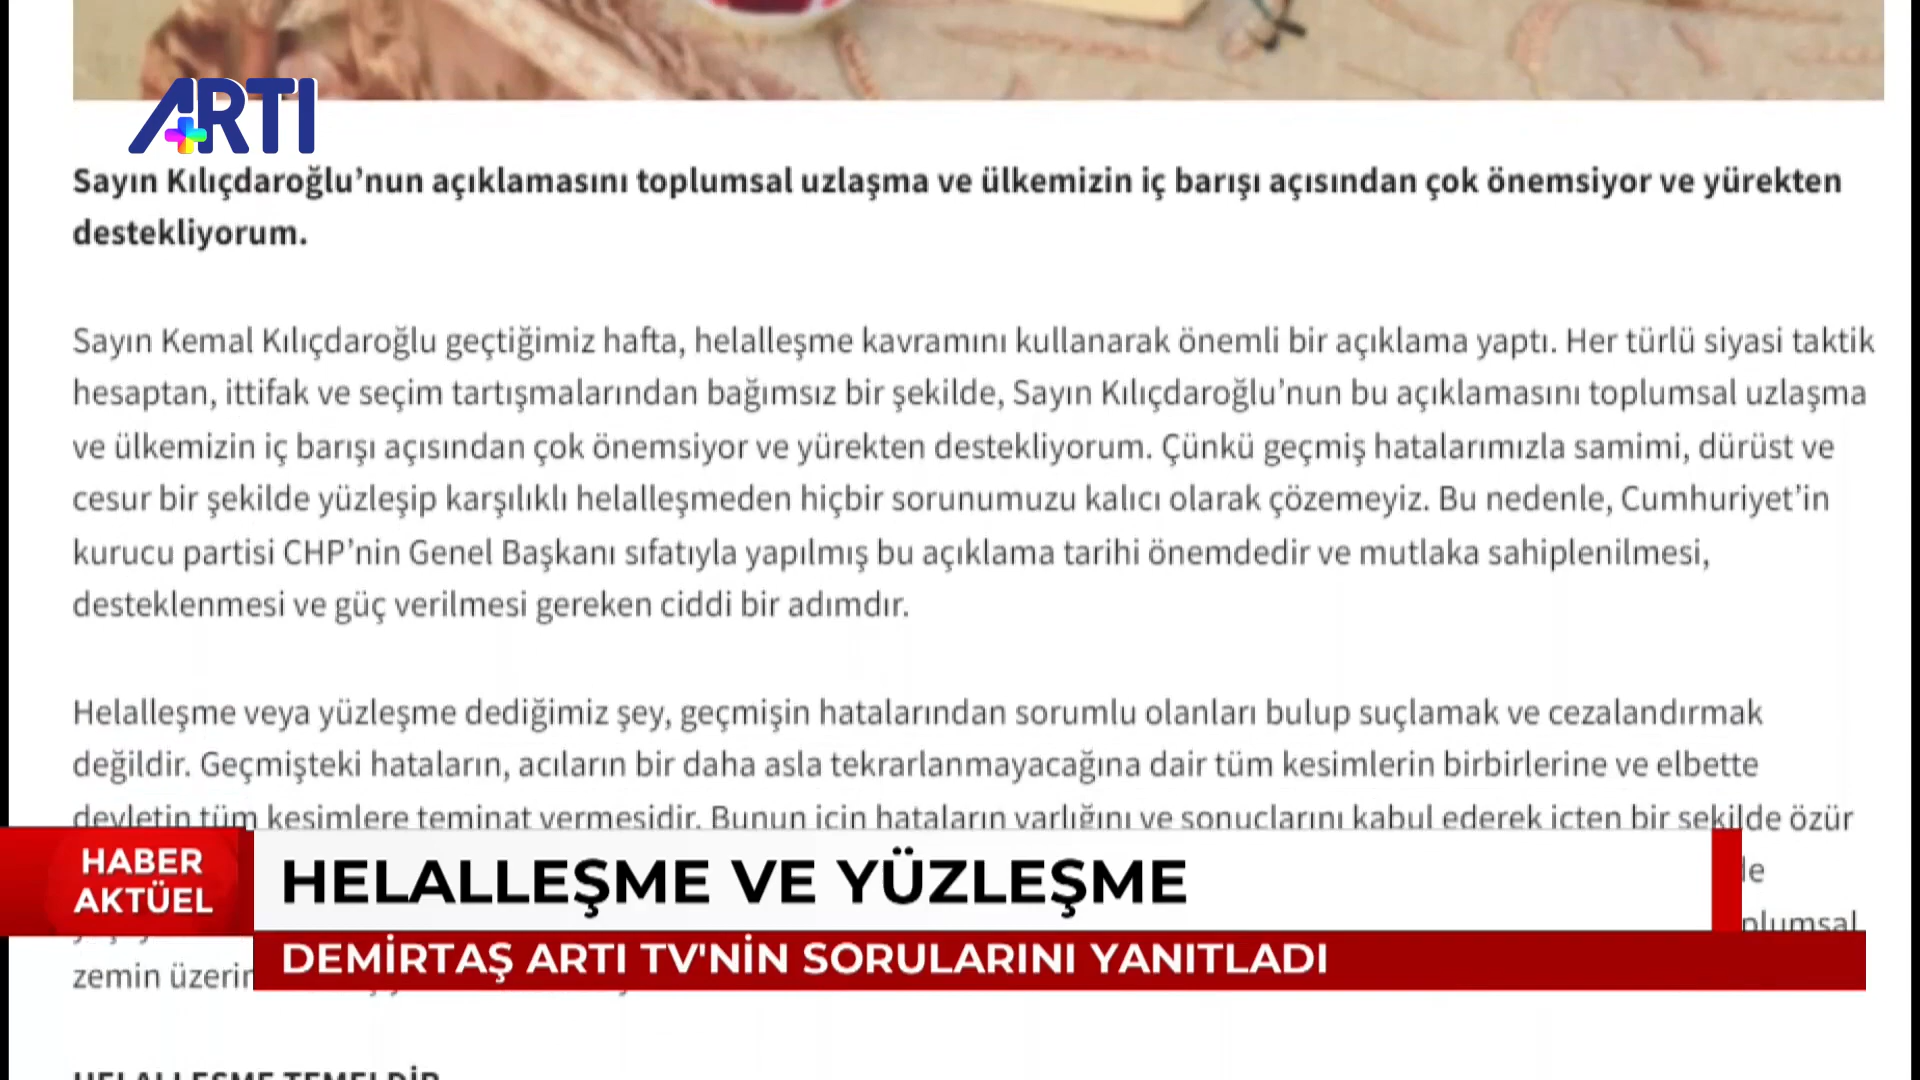 ARTI
Sayın Kılıçdaroğlu’nun açıklamasını toplumsal uzlaşma ve ülkemizin iç barışı açısından çok önemsiyor ve yürekten
destekliyorum.
Sayın Kemal Kılıçdaroğlu geçtiğimiz hafta, helalleşme kavramını kullanarak önemli bir açıklama yaptı. Her türlü siyasi taktik
hesaptan, ittifak ve seçim tartışmalarından bağımsız bir şekilde, Sayın Kılıçdaroğlu’nun bu açıklamasını toplumsal uzlaşma
ve ülkemizin iç barışı açısından çok önemsiyor ve yürekten destekliyorum. Çünkü geçmiş hatalarımızla samimi, dürüst ve
cesur bir şekilde yüzleşip karşılıklı helalleşmeden hiçbir sorunumuzu kalıcı olarak çözemeyiz. Bu nedenle, Cumhuriyet’in
kurucu partisi CHP’nin Genel Başkanı sıfatıyla yapılmış bu açıklama tarihi önemdedir ve mutlaka sahiplenilmesi,
desteklenmesi ve güç verilmesi gereken ciddi bir adımdır.
Helalleşme veya yüzleşme dediğimiz şey, geçmişin hatalarından sorumlu olanları bulup suçlamak ve cezalandırmak
değildir. Geçmişteki hataların, acıların bir daha asla tekrarlanmayacağına dair tüm kesimlerin birbirlerine ve elbette
devletin tüm kesimlere teminat vermesidir. Bunun için hataların varlığını ve sonuçlarını kabul ederek içten bir şekilde özür
HABER
AKTÜEL
HELALLEŞME VE YÜZLEŞME
DEMİRTAŞ ARTI TV'NİN SORULARINI YANITLADI
zemin
HELALLEŞME TEMELDİR